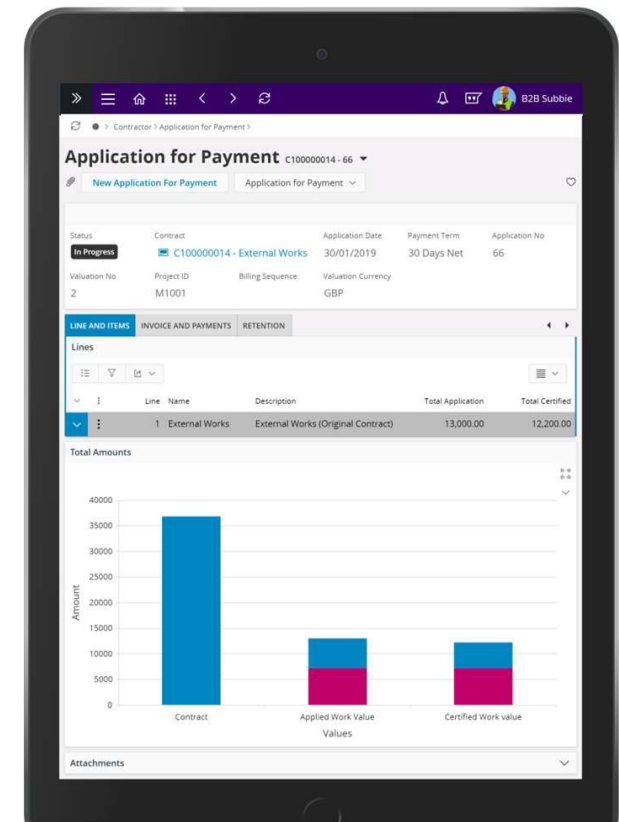 B2B Subbie
Contractor > Application for Payment >
Application for Payment C100000014 - 66
New Application For Payment Application for Payment
Status Contract Application Date Payment Term Application No
In Progress C100000014 - External Works 30/01/2019 30 Days Net 66
Valuation No Project ID Billing Sequence Valuation Currency
2 M1001 GBP
LINE AND ITEMS INVOICE AND PAYMENTS RETENTION
Lines
Line Name Description Total Application Total Certified
1 External Works External Works (Original Contract) 13,000.00 12,200.00
Total Amounts
40000
35000
30000
25000
20000
15000
10000
5000
0
Amount
Contract Applied Work Value Certified Work value
Values
Attachments